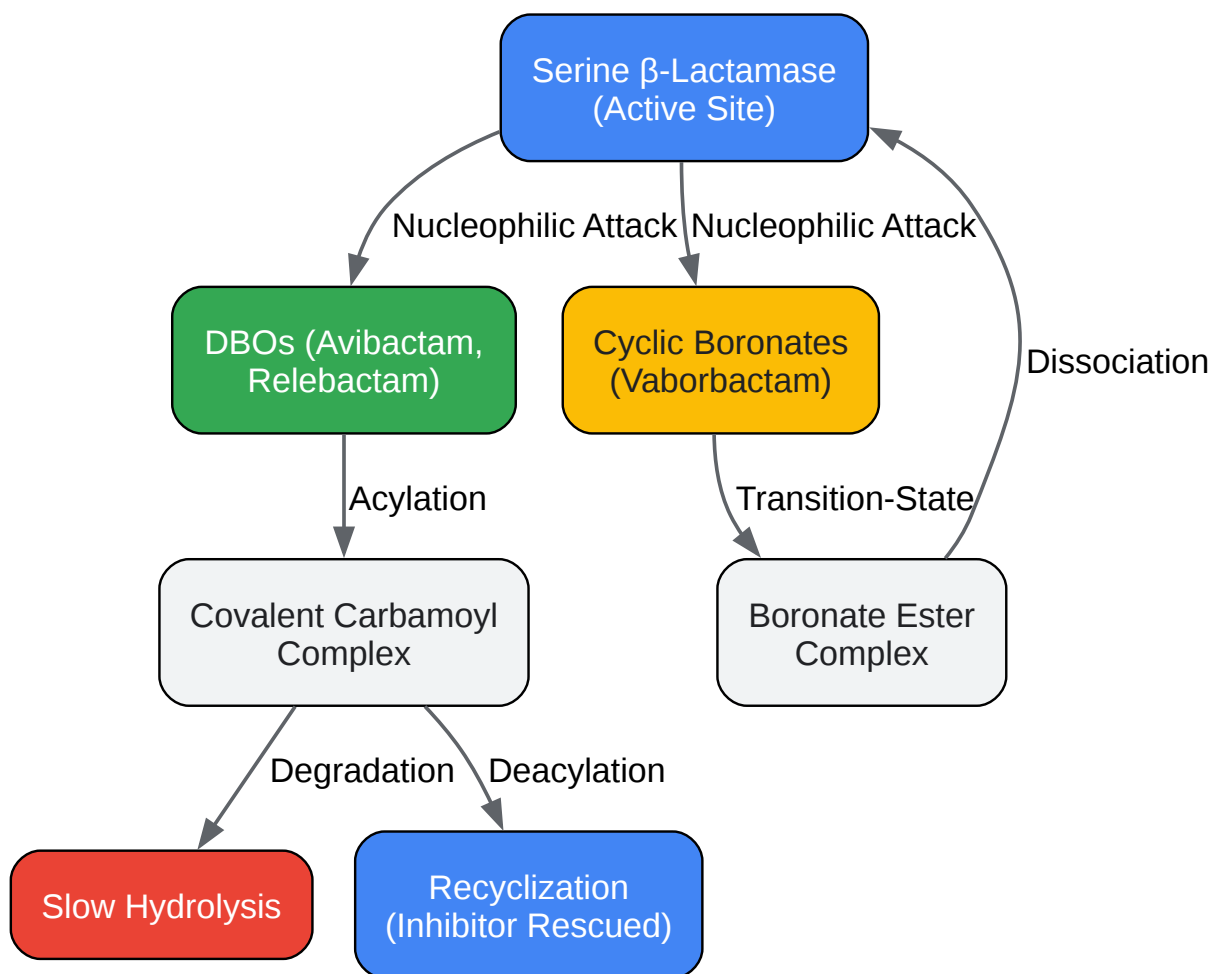 Serine β-Lactamase
(Active Site)
Nucleophilic Attack
Nucleophilic Attack
DBOs (Avibactam,
Relebactam)
Cyclic Boronates
(Vaborbactam)
Dissociation
Acylation
Transition-State
Covalent Carbamoyl
Complex
Boronate Ester
Complex
Degradation
Deacylation
Slow Hydrolysis
Recyclization
(Inhibitor Rescued)